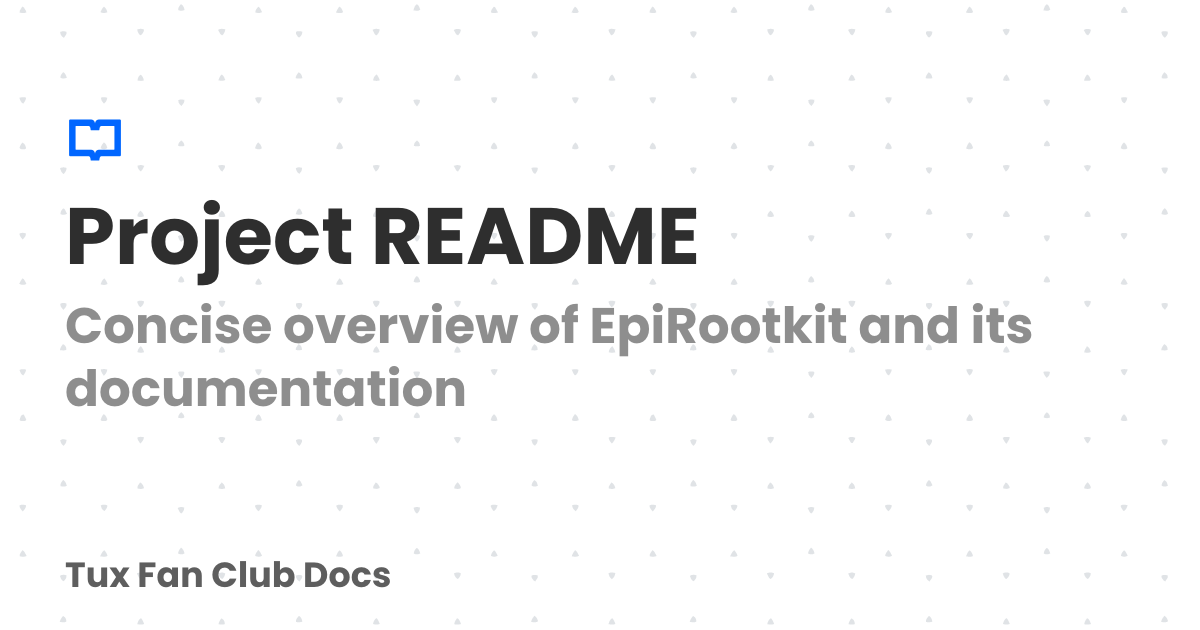 Project README
Concise overview of EpiRootkit and its
documentation
Tux Fan Club Docs